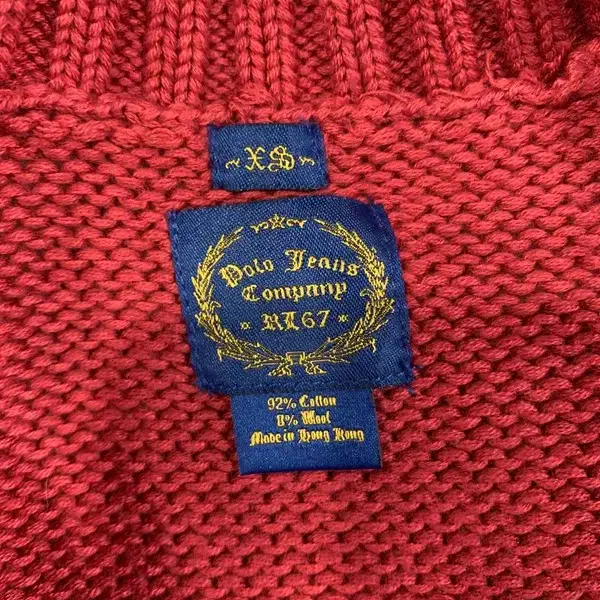 XS
Polo Jeans
Company
RL67
92% Cotton
8% Wool
Made in Hong Kong